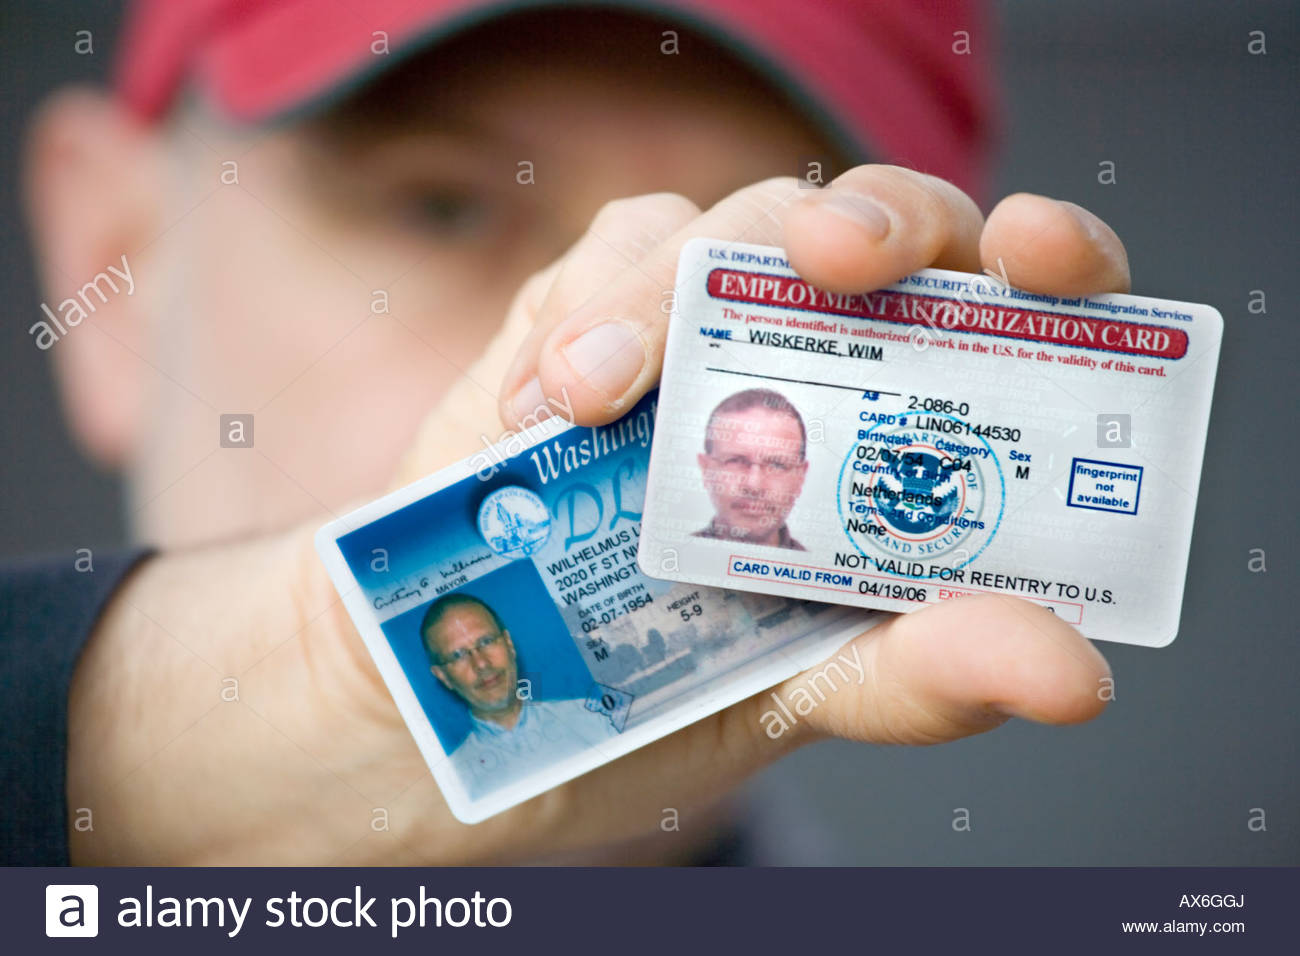 U.S. DEPARTM ND SECURITY, U.S. Citizenship and Immigration Services
EMPLOYMENT AUTHORIZATION CARD
The person identified is authorized to work in the U.S. for the validity of this card.
NAME WISKERKE, WIM
A# 2-086-0
CARD # LIN06144530
Birthdate Category Sex
02/07/54 C04 M
Country of Birth
Netherlands
Terms and Conditions
None
fingerprint
not
available
NOT VALID FOR REENTRY TO U.S.
CARD VALID FROM 04/19/06
Washingt
DL
WILHELMUS L
2020 F ST NW
WASHINGT
DATE OF BIRTH
02-07-1954
HEIGHT
5-9
SEX
M
MAYOR
a alamy stock photo
AX6GGJ
www.alamy.com